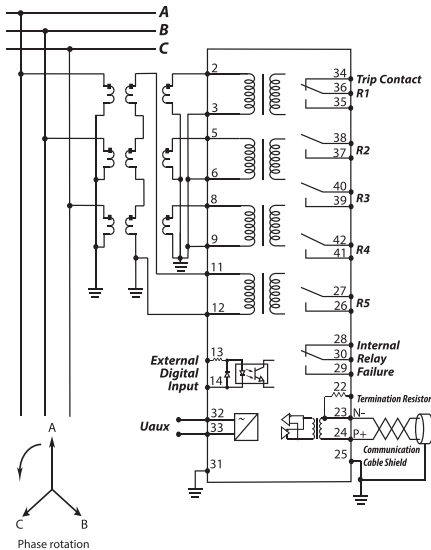 A
B
C
2
3
5
6
8
9
11
12
34
Trip Contact
36
R1
35
38
R2
37
40
R3
39
42
R4
41
27
R5
26
28
Internal
30
Relay
29
Failure
External
Digital
Input
13
14
22
Termination Resistor
23
N-
24
P+
Communication
Cable Shield
25
Uaux
32
33
~
31
A
C
B
Phase rotation